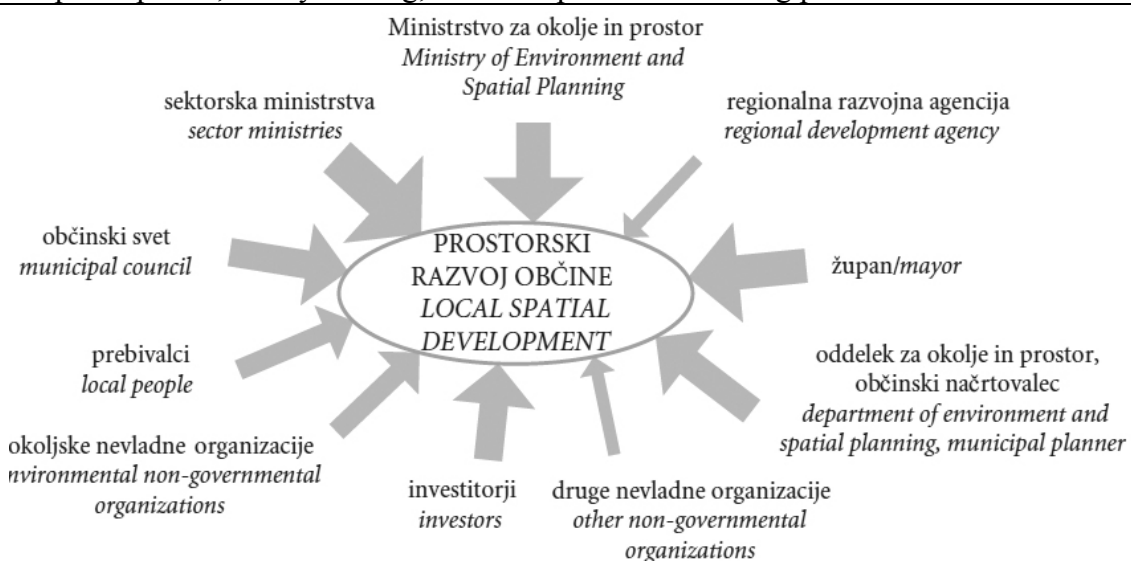 Ministrstvo za okolje in prostor
Ministry of Environment and
Spatial Planning
sektorska ministrstva
sector ministries
regionalna razvojna agencija
regional development agency
občinski svet
municipal council
PROSTORSKI
RAZVOJ OBČINE
LOCAL SPATIAL
DEVELOPMENT
župan/mayor
prebivalci
local people
oddelek za okolje in prostor,
občinski načrtovalec
department of environment and
spatial planning, municipal planner
okoljske nevladne organizacije
nvironmental non-governmental
organizations
investitorji
investors
druge nevladne organizacije
other non-governmental
organizations